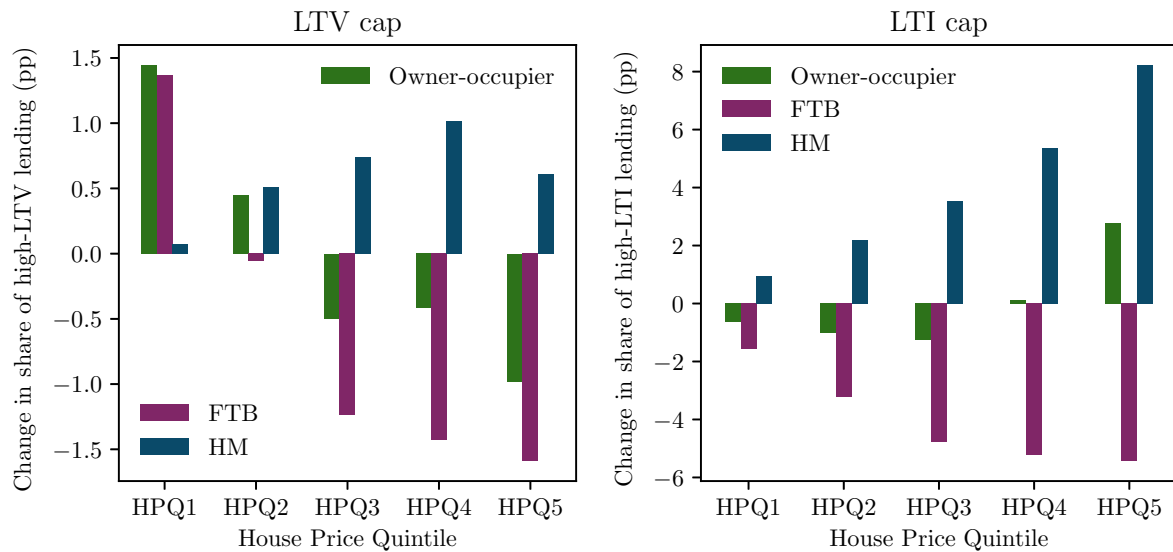 LTV cap
Change in share of high-LTV lending (pp)
1.5
1.0
0.5
0.0
−0.5
−1.0
−1.5
Owner-occupier
FTB
HM
HPQ1 HPQ2 HPQ3 HPQ4 HPQ5
House Price Quintile
LTI cap
Change in share of high-LTI lending (pp)
8
6
4
2
0
−2
−4
−6
Owner-occupier
FTB
HM
HPQ1 HPQ2 HPQ3 HPQ4 HPQ5
House Price Quintile